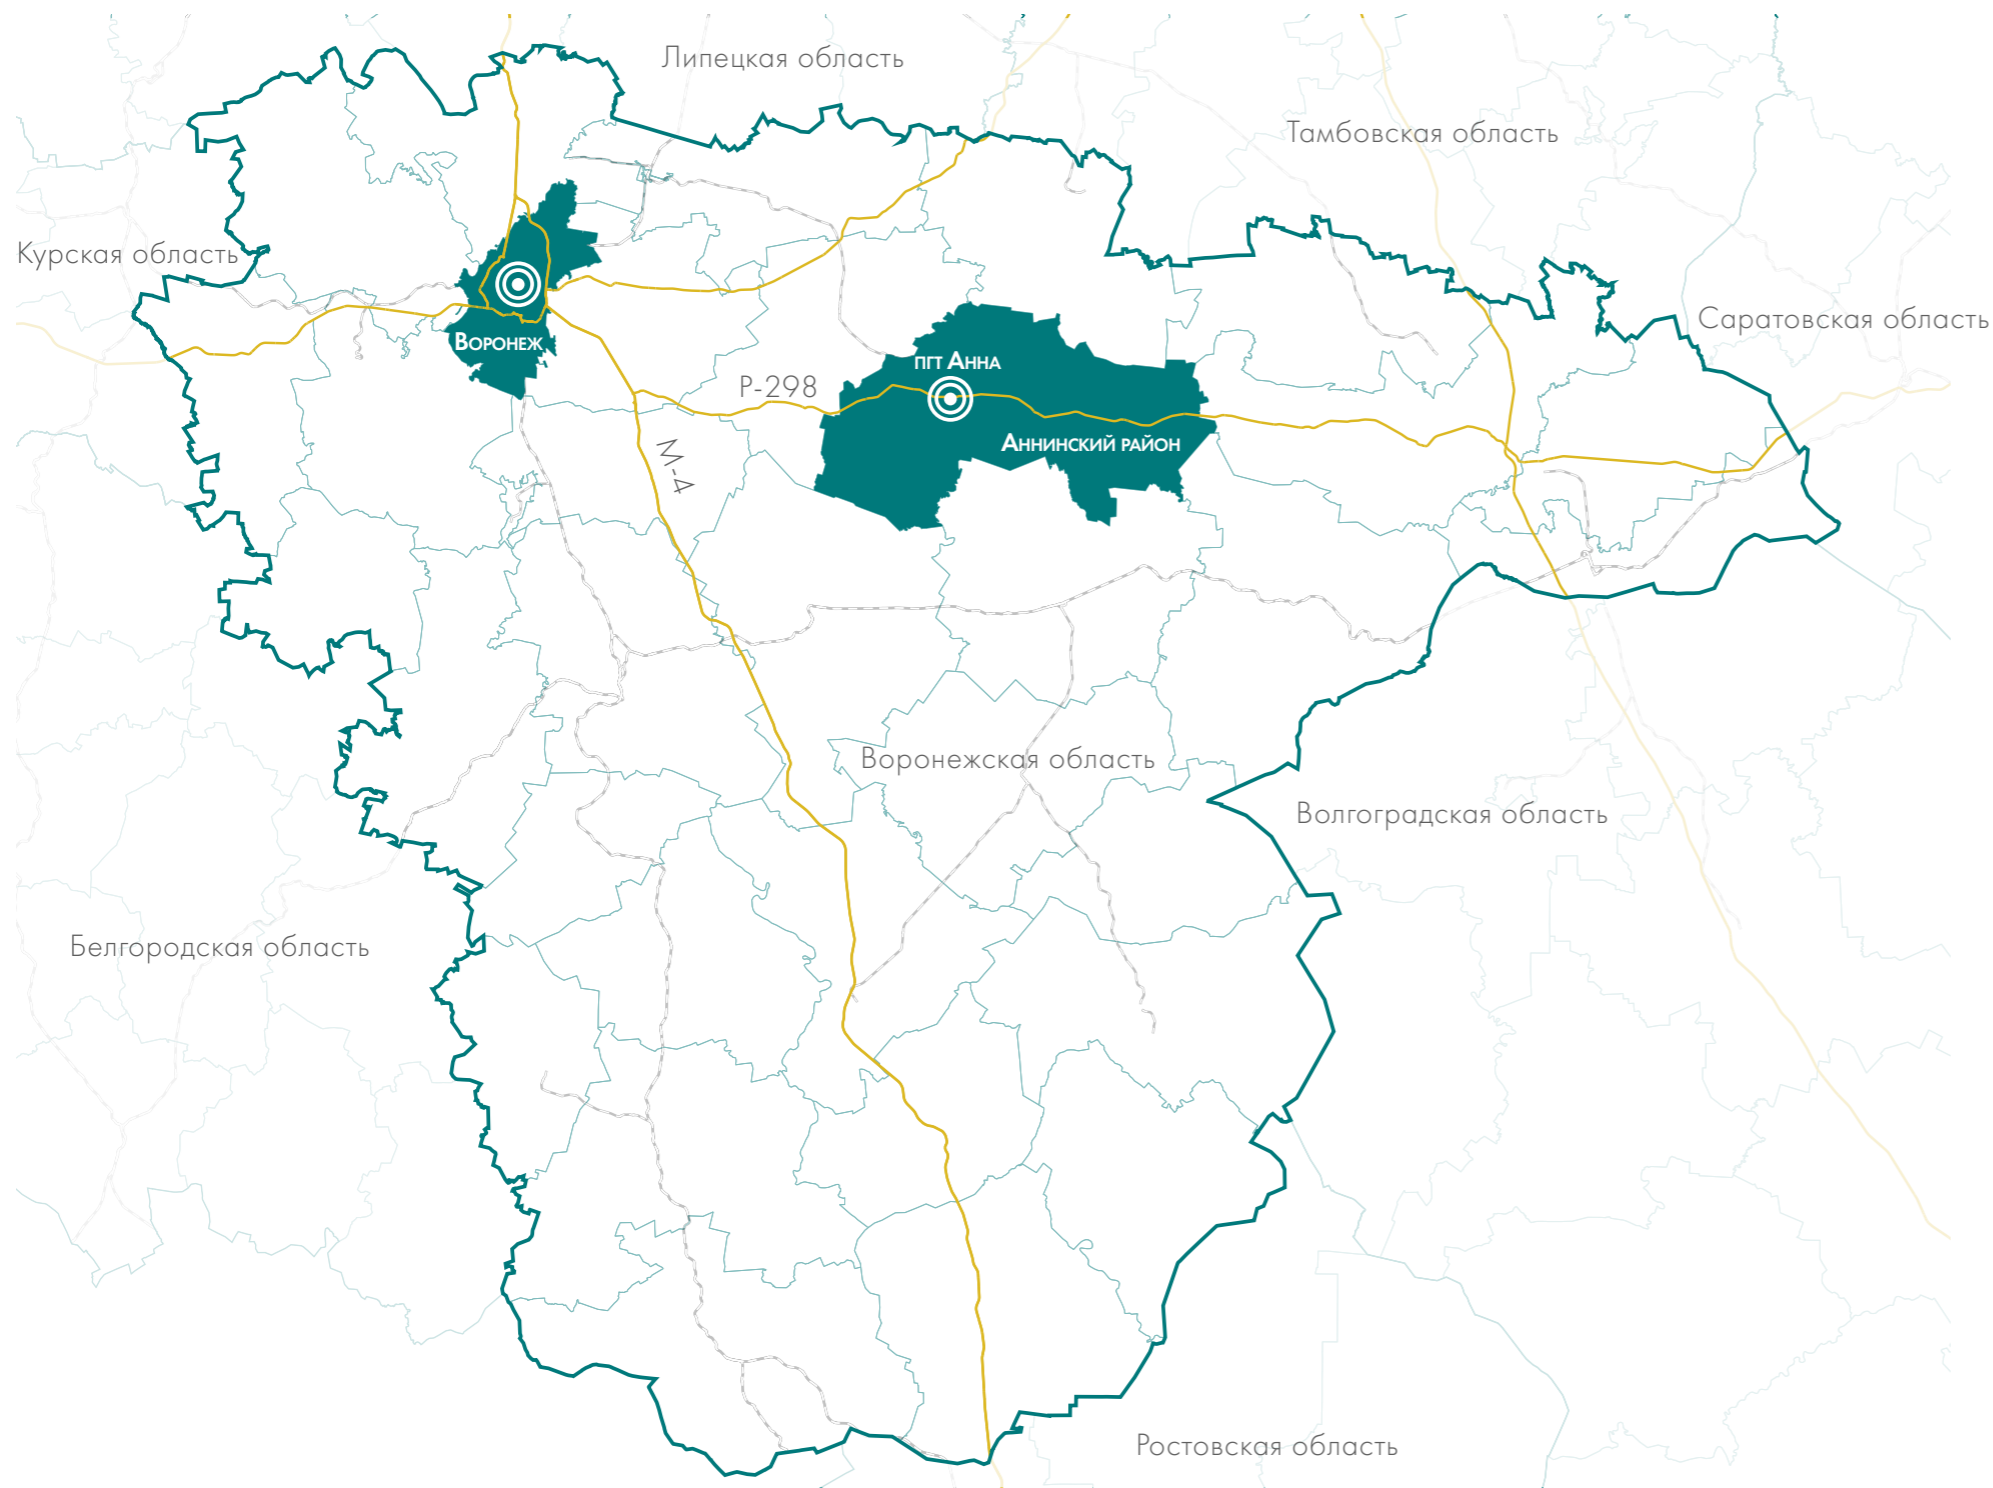 Липецкая область
Тамбовская область
Курская область
Саратовская область
Воронеж
пгт Анна
Р-298
Аннинский район
М-4
Воронежская область
Волгоградская область
Белгородская область
Ростовская область